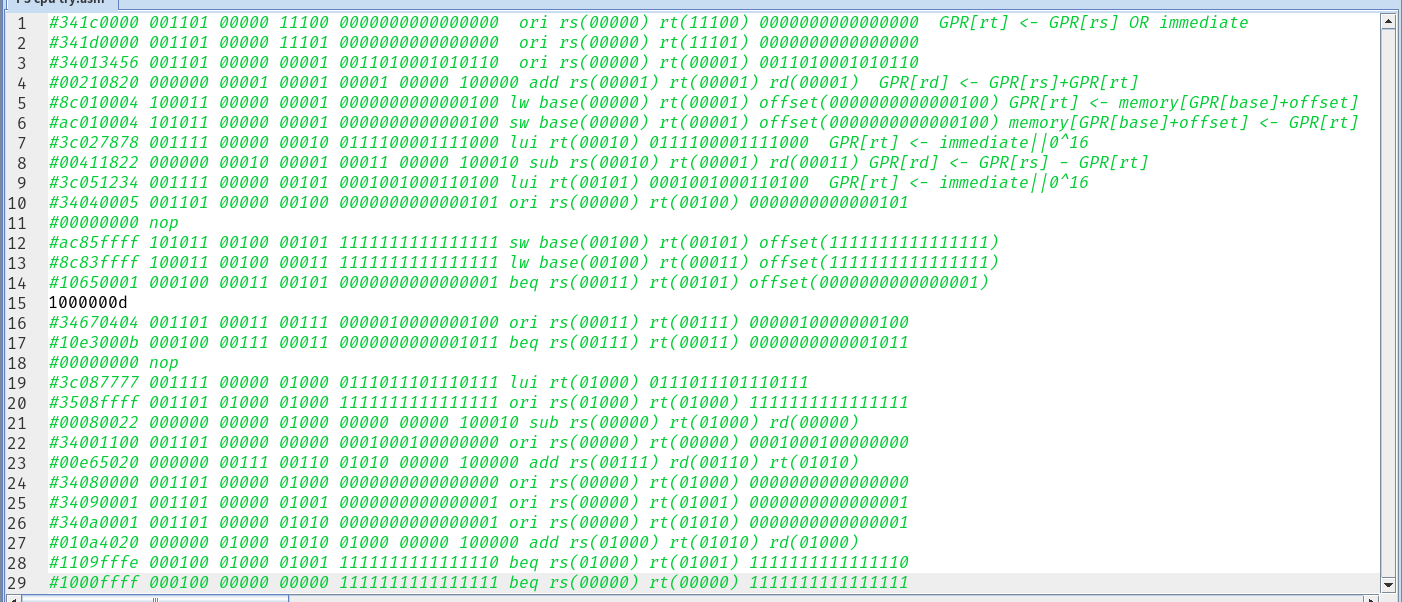 cpu try.asm
1 #341c0000 001101 00000 11100 0000000000000000  ori rs(00000) rt(11100) 0000000000000000  GPR[rt] <- GPR[rs] OR immediate
2 #341d0000 001101 00000 11101 0000000000000000  ori rs(00000) rt(11101) 0000000000000000
3 #34013456 001101 00000 00001 0011010001010110  ori rs(00000) rt(00001) 0011010001010110
4 #00210820 000000 00001 00001 00001 00000 100000 add rs(00001) rt(00001) rd(00001)  GPR[rd] <- GPR[rs]+GPR[rt]
5 #8c010004 100011 00000 00001 0000000000000100 lw base(00000) rt(00001) offset(0000000000000100) GPR[rt] <- memory[GPR[base]+offset]
6 #ac010004 101011 00000 00001 0000000000000100 sw base(00000) rt(00001) offset(0000000000000100) memory[GPR[base]+offset] <- GPR[rt]
7 #3c027878 001111 00000 00010 0111100001111000 lui rt(00010) 0111100001111000  GPR[rt] <- immediate||0^16
8 #00411822 000000 00010 00001 00011 00000 100010 sub rs(00010) rt(00001) rd(00011) GPR[rd] <- GPR[rs] - GPR[rt]
9 #3c051234 001111 00000 00101 0001001000110100 lui rt(00101) 0001001000110100  GPR[rt] <- immediate||0^16
10 #34040005 001101 00000 00100 0000000000000101 ori rs(00000) rt(00100) 0000000000000101
11 #00000000 nop
12 #ac85ffff 101011 00100 00101 1111111111111111 sw base(00100) rt(00101) offset(1111111111111111)
13 #8c83ffff 100011 00100 00011 1111111111111111 lw base(00100) rt(00011) offset(1111111111111111)
14 #10650001 000100 00011 00101 0000000000000001 beq rs(00011) rt(00101) offset(0000000000000001)
15 1000000d
16 #34670404 001101 00011 00111 0000010000000100 ori rs(00011) rt(00111) 0000010000000100
17 #10e3000b 000100 00111 00011 0000000000001011 beq rs(00111) rt(00011) 0000000000001011
18 #00000000 nop
19 #3c087777 001111 00000 01000 0111011101110111 lui rt(01000) 0111011101110111
20 #3508ffff 001101 01000 01000 1111111111111111 ori rs(01000) rt(01000) 1111111111111111
21 #00080022 000000 00000 01000 00000 00000 100010 sub rs(00000) rt(01000) rd(00000)
22 #34001100 001101 00000 00000 0001000100000000 ori rs(00000) rt(00000) 0001000100000000
23 #00e65020 000000 00111 00110 01010 00000 100000 add rs(00111) rd(00110) rt(01010)
24 #34080000 001101 00000 01000 0000000000000000 ori rs(00000) rt(01000) 0000000000000000
25 #34090001 001101 00000 01001 0000000000000001 ori rs(00000) rt(01001) 0000000000000001
26 #340a0001 001101 00000 01010 0000000000000001 ori rs(00000) rt(01010) 0000000000000001
27 #010a4020 000000 01000 01010 01000 00000 100000 add rs(01000) rt(01010) rd(01000)
28 #1109fffe 000100 01000 01001 1111111111111110 beq rs(01000) rt(01001) 1111111111111110
29 #1000ffff 000100 00000 00000 1111111111111111 beq rs(00000) rt(00000) 1111111111111111